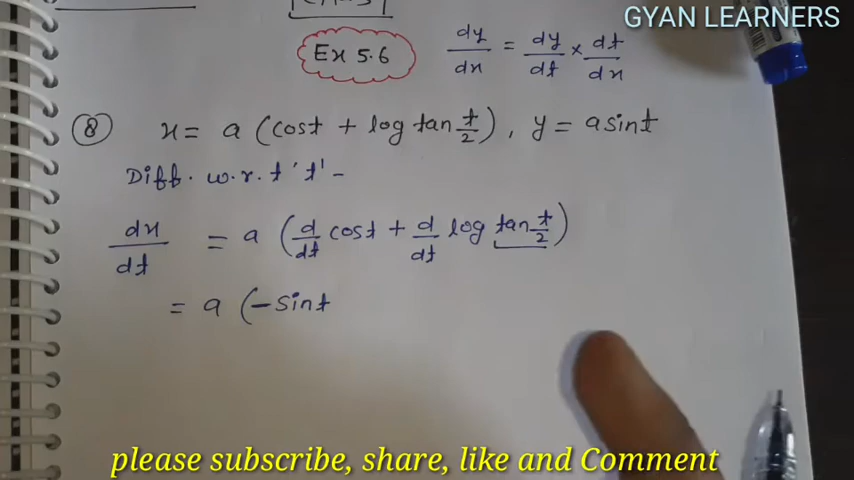 GYAN LEARNERS
Ex 5.6
dy/dx = dy/dt × dt/dx
⑧ x = a (cost + log tan t/2), y = a sint
Diff. w.r.t 't' -
dx/dt = a (d/dt cost + d/dt log tan t/2)
= a (-sint
please subscribe, share, like and Comment